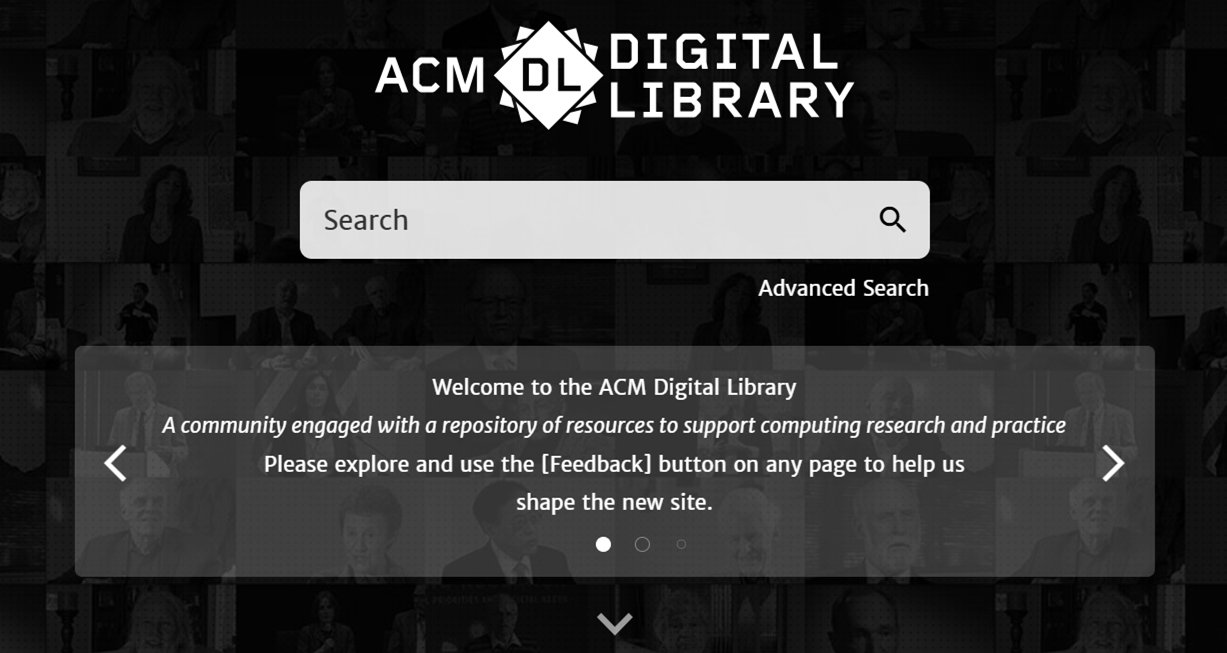 ACM DL DIGITAL
LIBRARY
Search
Advanced Search
Welcome to the ACM Digital Library
A community engaged with a repository of resources to support computing research and practice
Please explore and use the [Feedback] button on any page to help us
shape the new site.